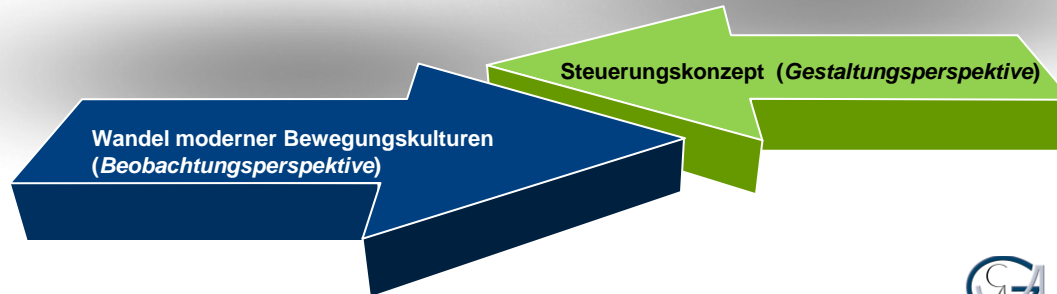 Steuerungskonzept (Gestaltungsperspektive)
Wandel moderner Bewegungskulturen
(Beobachtungsperspektive)